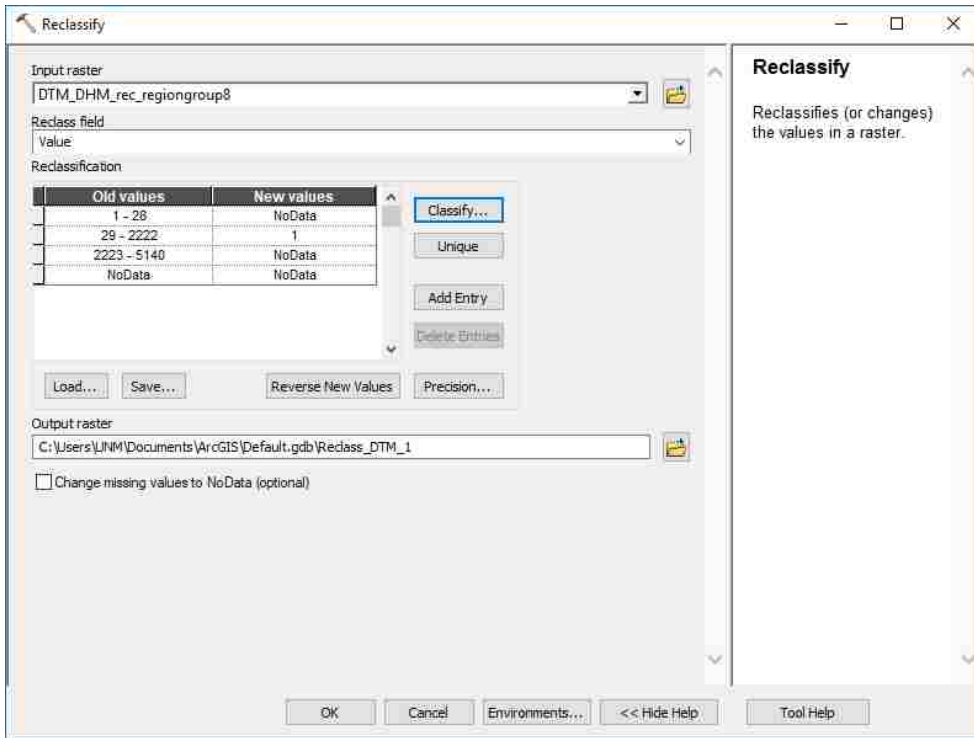 Reclassify
Input raster
DTM_DHM_rec_regiongroup8
Reclass field
Value
Reclassification
Old values New values
1 - 28 NoData
29 - 2222 1
2223 - 5140 NoData
NoData NoData
Classify...
Unique
Add Entry
Delete Entries
Load... Save... Reverse New Values Precision...
Output raster
C:\Users\UNM\Documents\ArcGIS\Default.gdb\Reclass_DTM_1
Change missing values to NoData (optional)
OK Cancel Environments... << Hide Help Tool Help
Reclassify
Reclassifies (or changes)
the values in a raster.